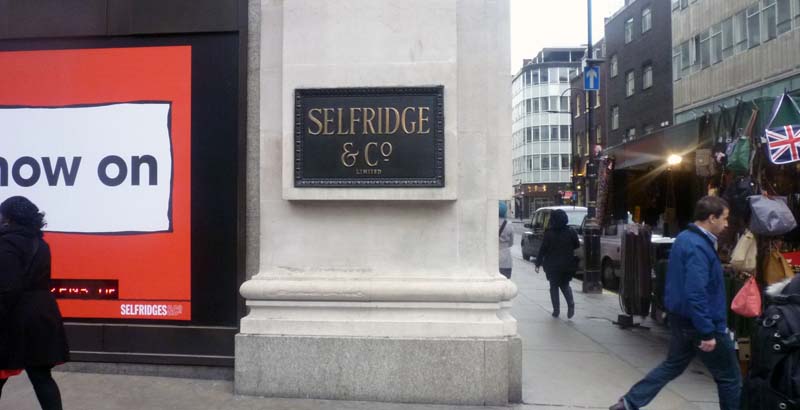 now on
SELFRIDGES
SELFRIDGE
& Co
LIMITED